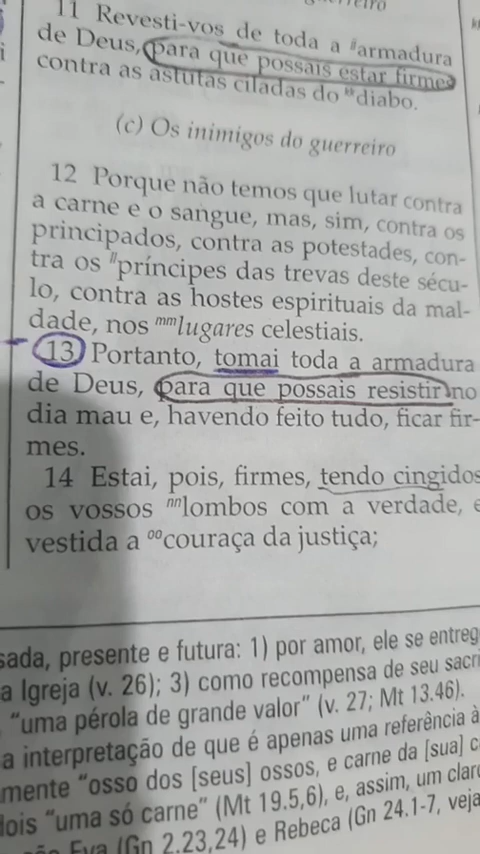 guerreiro
11 Revesti-vos de toda a armadura
de Deus, para que possais estar firmes
contra as astutas ciladas do diabo.
(c) Os inimigos do guerreiro
12 Porque não temos que lutar contra
a carne e o sangue, mas, sim, contra os
principados, contra as potestades, con-
tra os príncipes das trevas deste sécu-
lo, contra as hostes espirituais da mal-
dade, nos mmlugares celestiais.
13 Portanto, tomai toda a armadura
de Deus, para que possais resistir no
dia mau e, havendo feito tudo, ficar fir-
mes.
14 Estai, pois, firmes, tendo cingidos
os vossos nnlombos com a verdade, e
vestida a oocouraça da justiça;
sada, presente e futura: 1) por amor, ele se entreg
a Igreja (v. 26); 3) como recompensa de seu sacri
"uma pérola de grande valor" (v. 27; Mt 13.46).
a interpretação de que é apenas uma referência à
mente "osso dos [seus] ossos, e carne da [sua] c
dois "uma só carne" (Mt 19.5,6), e, assim, um claro
Eva (Gn 2.23,24) e Rebeca (Gn 24.1-7, veja